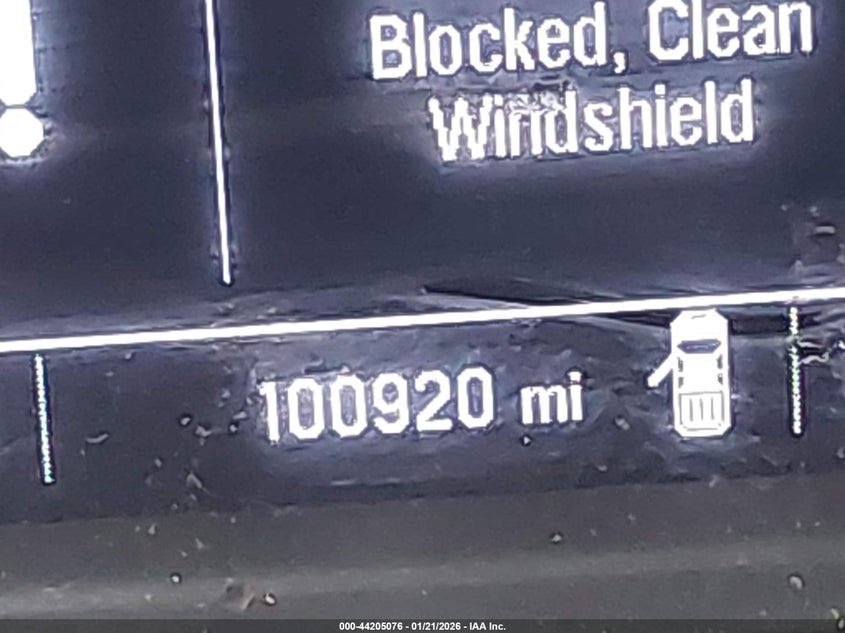 Blocked, Clean
Windshield
100920 mi
000-44205076 - 01/21/2026 - IAA Inc.